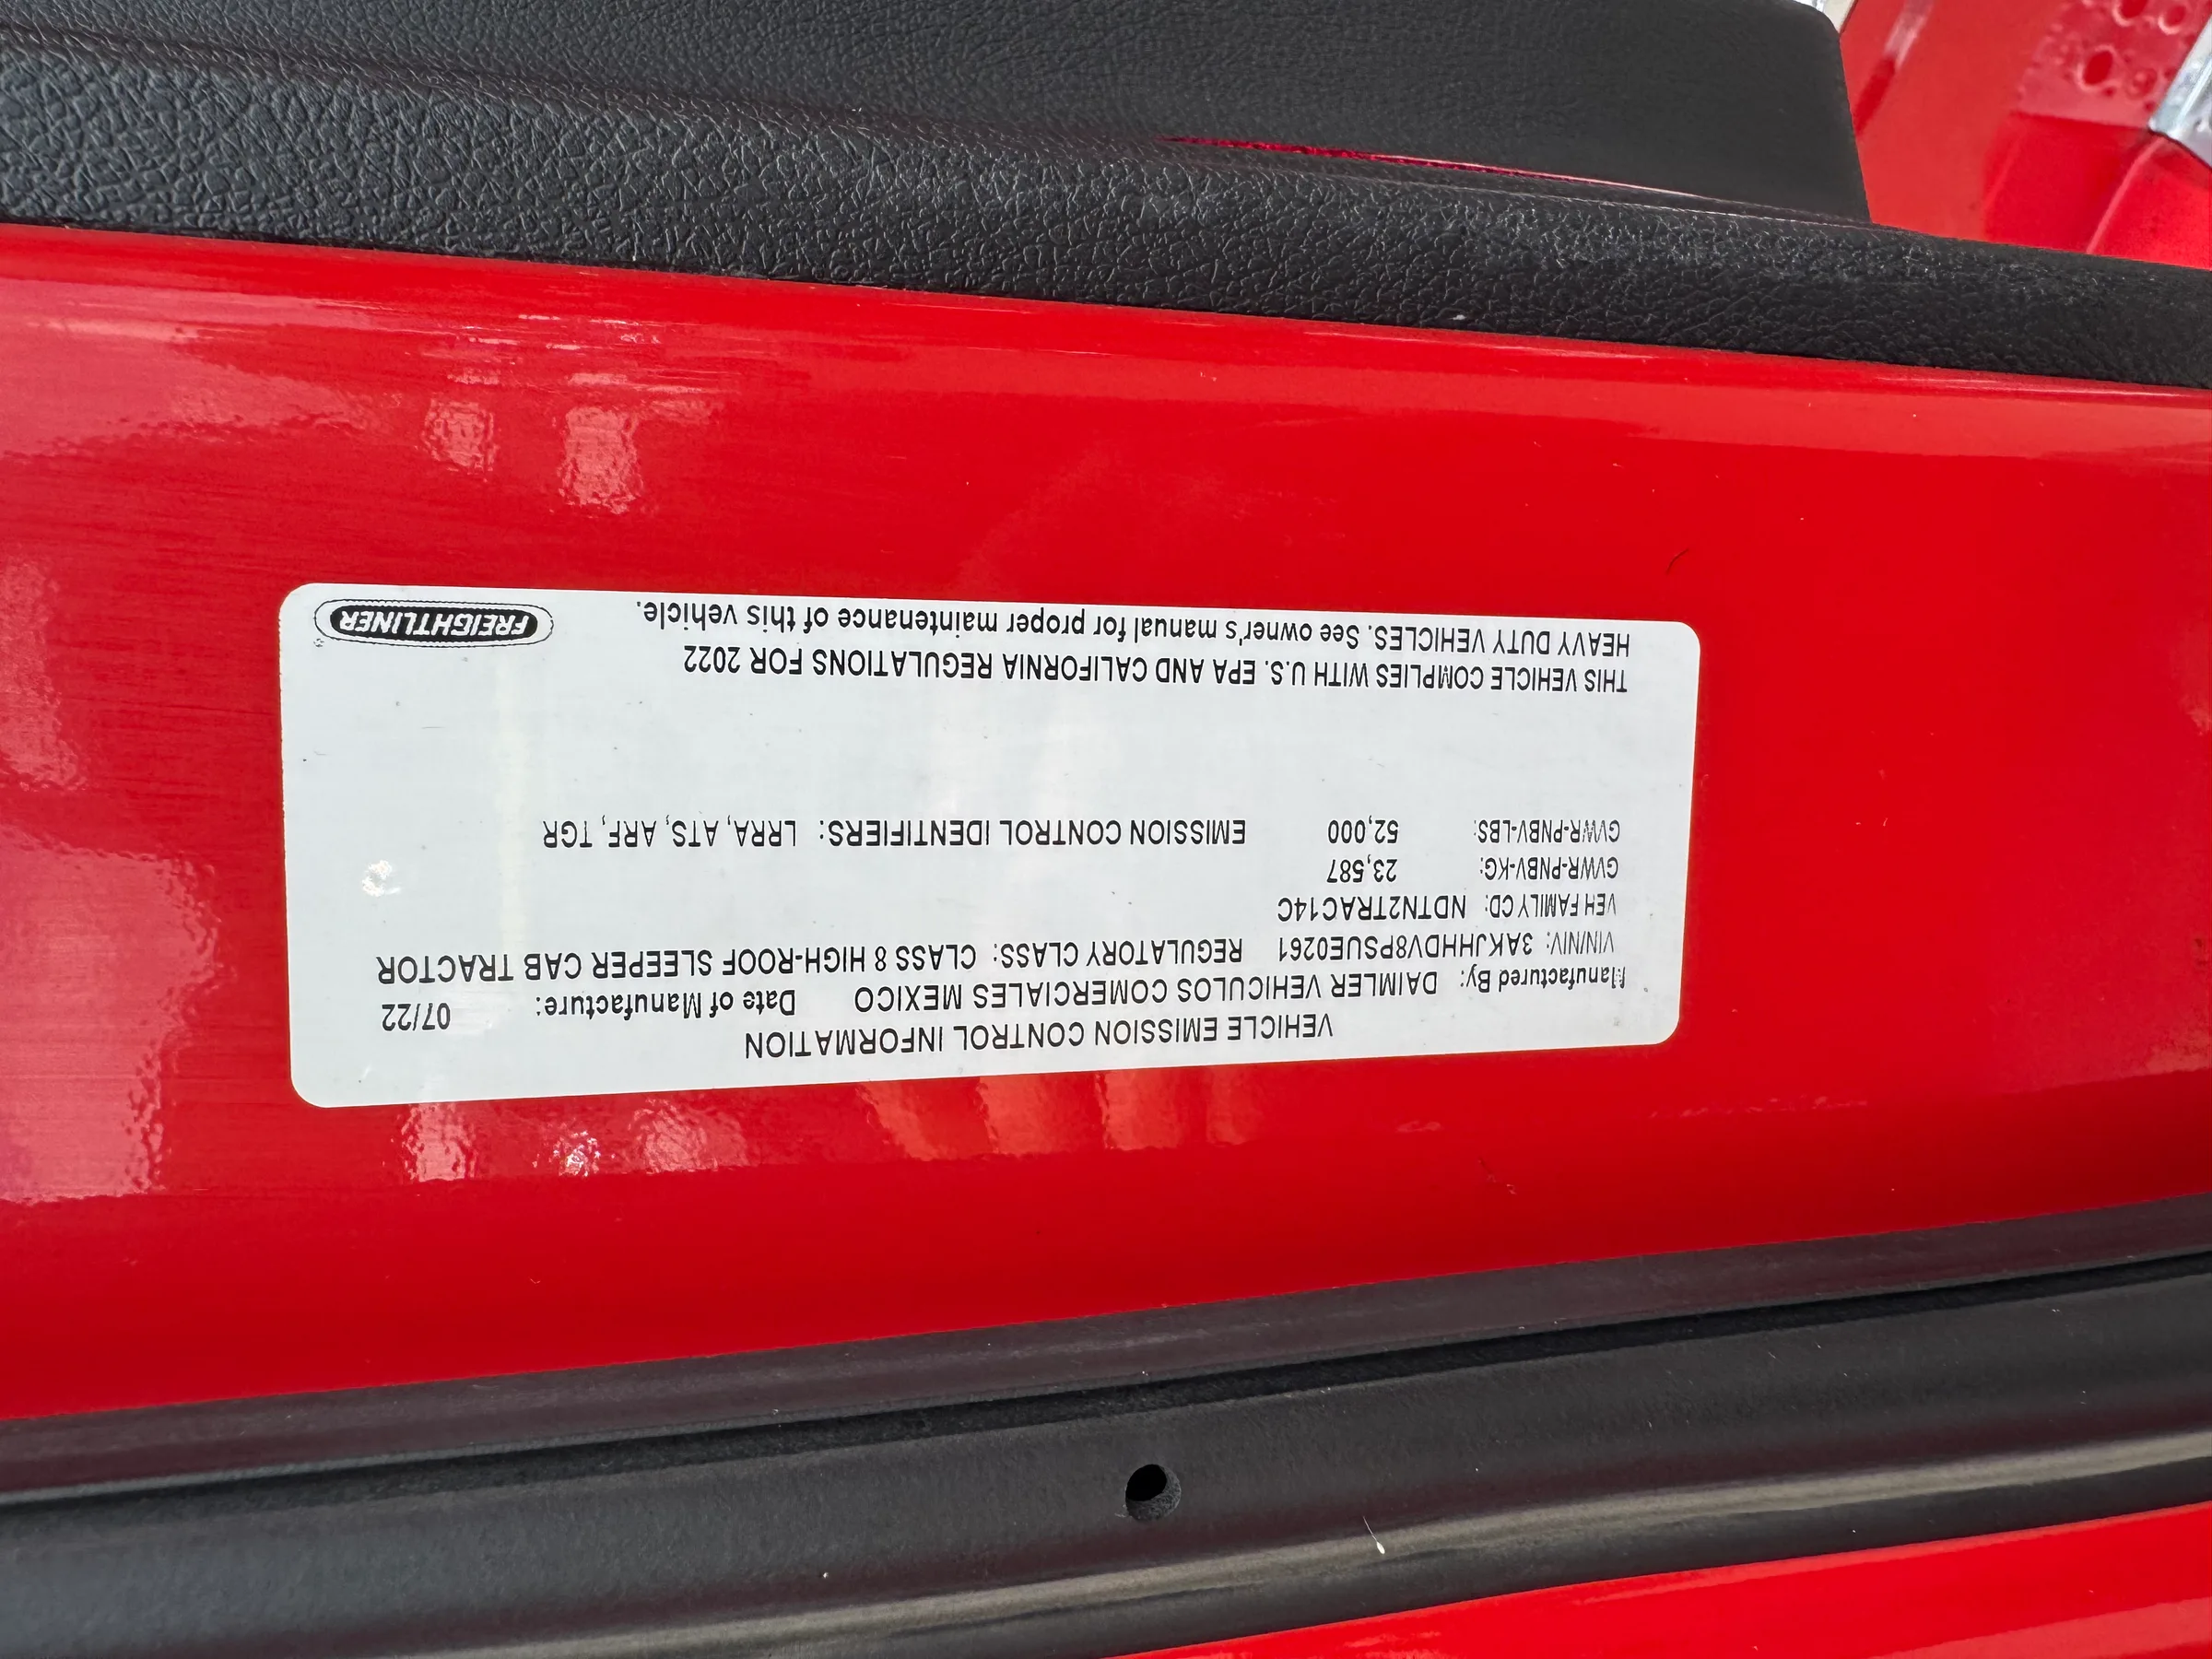 VEHICLE EMISSION CONTROL INFORMATION
Manufactured By: DAIMLER VEHICULOS COMERCIALES MEXICO Date of Manufacture: 07/22
VIN/NIV: 3AKJHHDV8PSUE0261 REGULATORY CLASS: CLASS 8 HIGH-ROOF SLEEPER CAB TRACTOR
VEH FAMILY CD: NDTN2TRAC14C
GVWR-PNBV-KG: 23,587
GVWR-PNBV-LBS: 52,000 EMISSION CONTROL IDENTIFIERS: LRRA, ATS, ARF, TGR
THIS VEHICLE COMPLIES WITH U.S. EPA AND CALIFORNIA REGULATIONS FOR 2022
HEAVY DUTY VEHICLES. See owner's manual for proper maintenance of this vehicle.
FREIGHTLINER